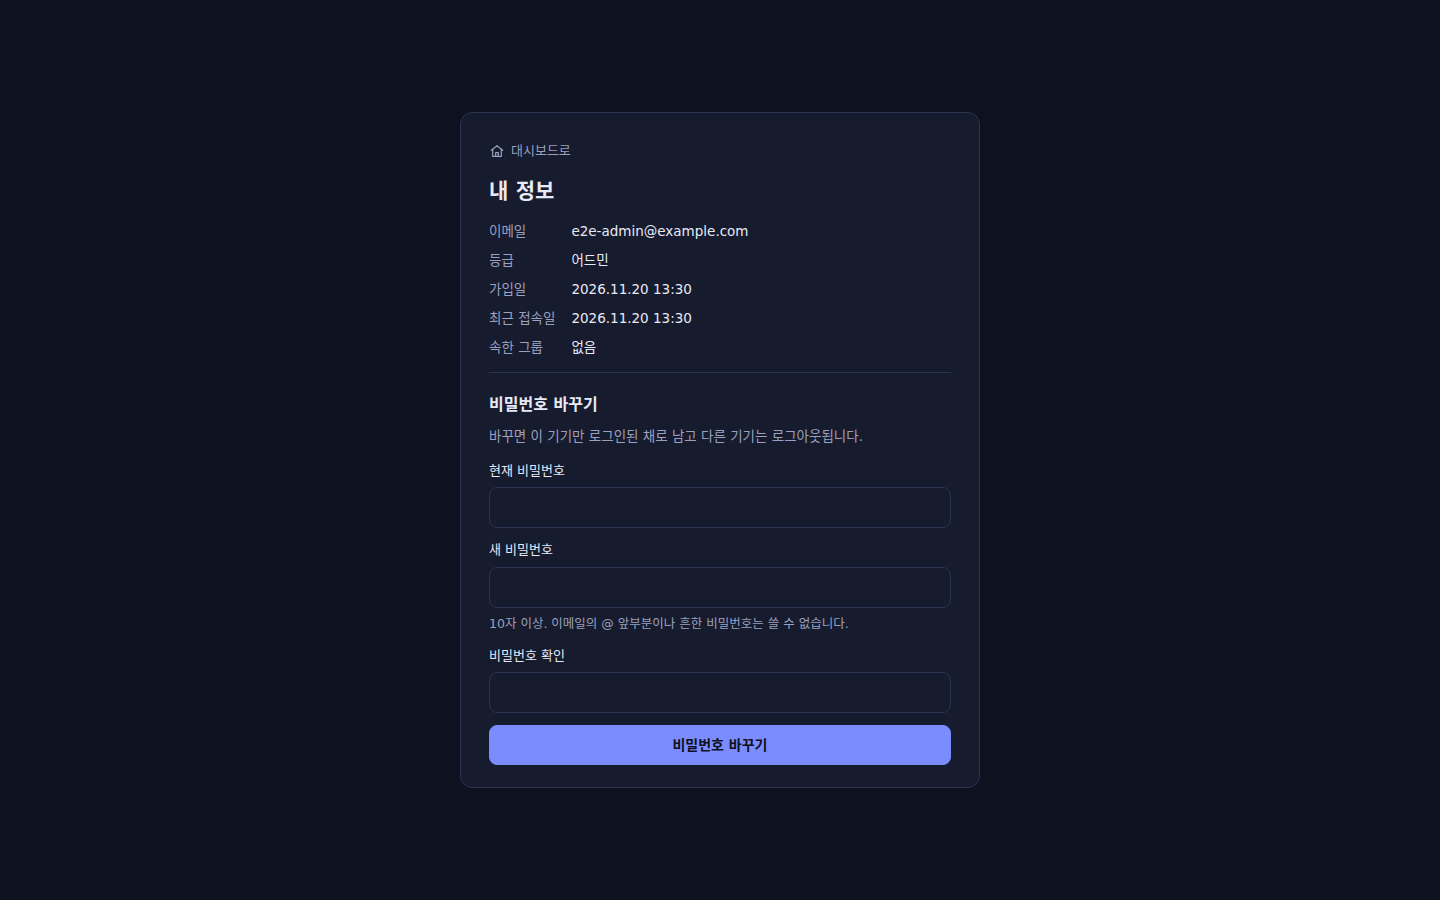 대시보드로
내 정보
이메일 e2e-admin@example.com
등급 어드민
가입일 2026.11.20 13:30
최근 접속일 2026.11.20 13:30
속한 그룹 없음
비밀번호 바꾸기
바꾸면 이 기기만 로그인된 채로 남고 다른 기기는 로그아웃됩니다.
현재 비밀번호
새 비밀번호
10자 이상. 이메일의 @ 앞부분이나 흔한 비밀번호는 쓸 수 없습니다.
비밀번호 확인
비밀번호 바꾸기